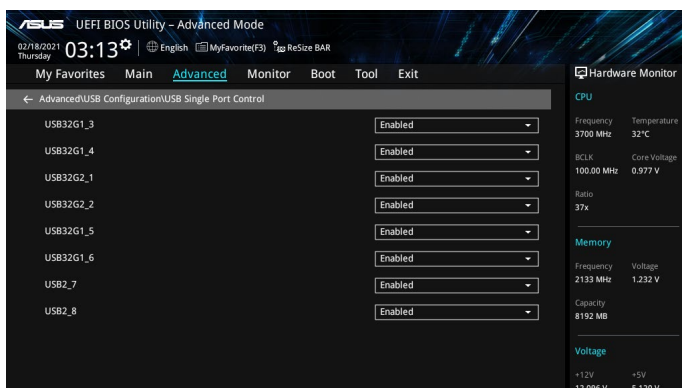 ASUS UEFI BIOS Utility – Advanced Mode
02/18/2021 Thursday 03:13 English MyFavorite(F3) ReSize BAR
My Favorites Main Advanced Monitor Boot Tool Exit
Hardware Monitor
← Advanced\USB Configuration\USB Single Port Control
USB32G1_3 Enabled
USB32G1_4 Enabled
USB32G2_1 Enabled
USB32G2_2 Enabled
USB32G1_5 Enabled
USB32G1_6 Enabled
USB2_7 Enabled
USB2_8 Enabled
CPU
Frequency Temperature
3700 MHz 32°C
BCLK Core Voltage
100.00 MHz 0.977 V
Ratio
37x
Memory
Frequency Voltage
2133 MHz 1.232 V
Capacity
8192 MB
Voltage
+12V +5V